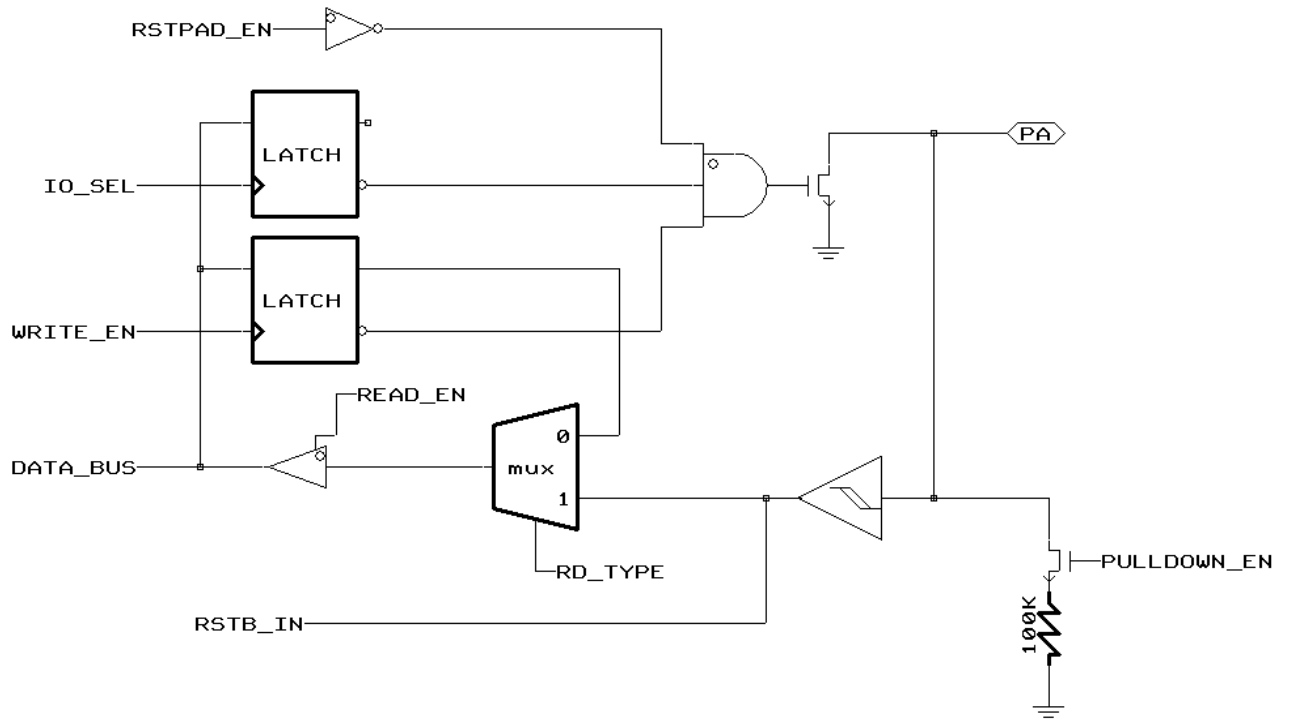 RSTPAD_EN
PA
LATCH
IO_SEL
LATCH
WRITE_EN
READ_EN
0
DATA_BUS
mux
1
PULLDOWN_EN
RD_TYPE
100K
RSTB_IN